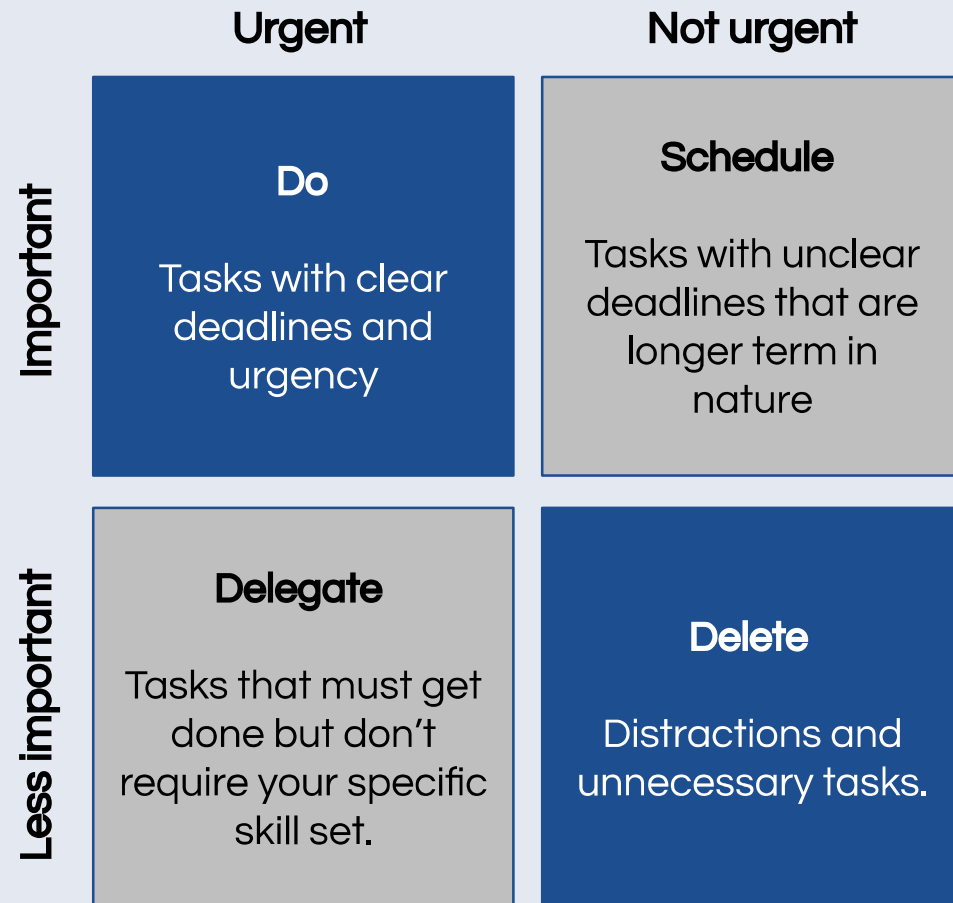 Urgent
Not urgent
Important
Do
Tasks with clear
deadlines and
urgency
Schedule
Tasks with unclear
deadlines that are
longer term in
nature
Less important
Delegate
Tasks that must get
done but don’t
require your specific
skill set.
Delete
Distractions and
unnecessary tasks.